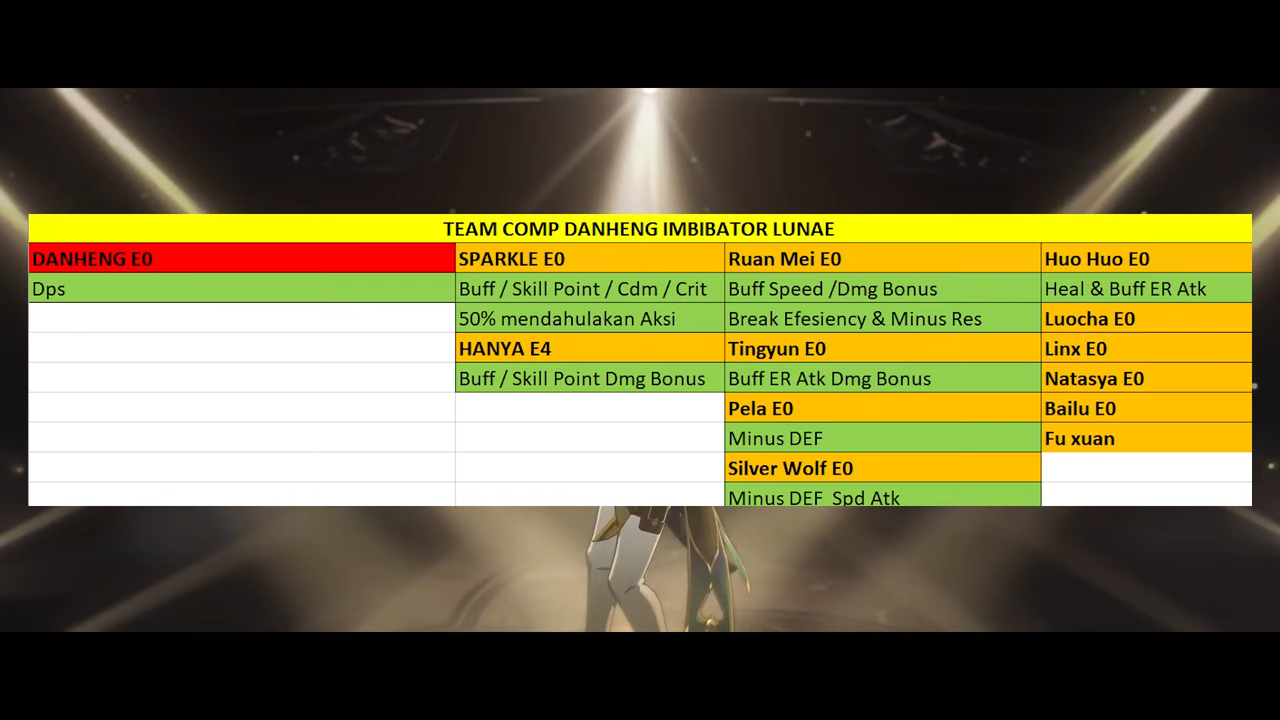 TEAM COMP DANHENG IMBIBATOR LUNAE
DANHENG E0 SPARKLE E0 Ruan Mei E0 Huo Huo E0
Dps Buff / Skill Point / Cdm / Crit Buff Speed /Dmg Bonus Heal & Buff ER Atk
50% mendahulakan Aksi Break Efesiency & Minus Res Luocha E0
HANYA E4 Tingyun E0 Linx E0
Buff / Skill Point Dmg Bonus Buff ER Atk Dmg Bonus Natasya E0
Pela E0 Bailu E0
Minus DEF Fu xuan
Silver Wolf E0
Minus DEF Spd Atk